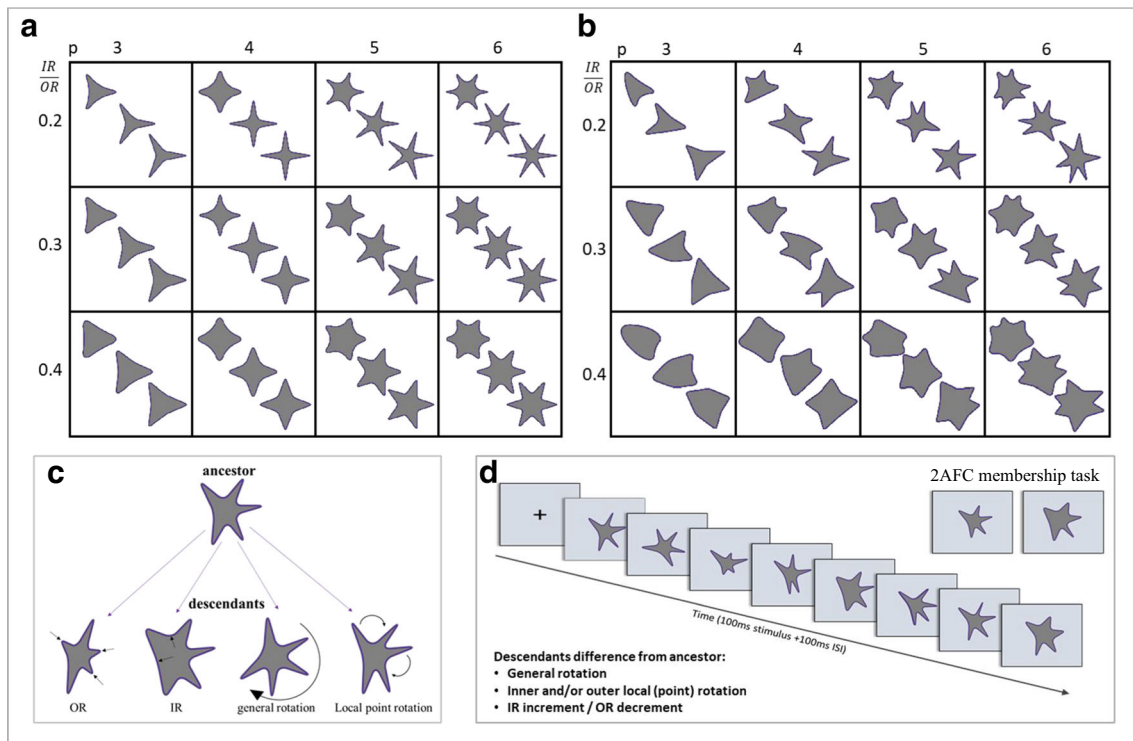 a
p 3 4 5 6
IR
OR
0.2
0.3
0.4
b
p 3 4 5 6
IR
OR
0.2
0.3
0.4
c
ancestor
descendants
OR IR general rotation Local point rotation
d
2AFC membership task
+
Time (100ms stimulus +100ms ISI)
Descendants difference from ancestor:
• General rotation
• Inner and/or outer local (point) rotation
• IR increment / OR decrement